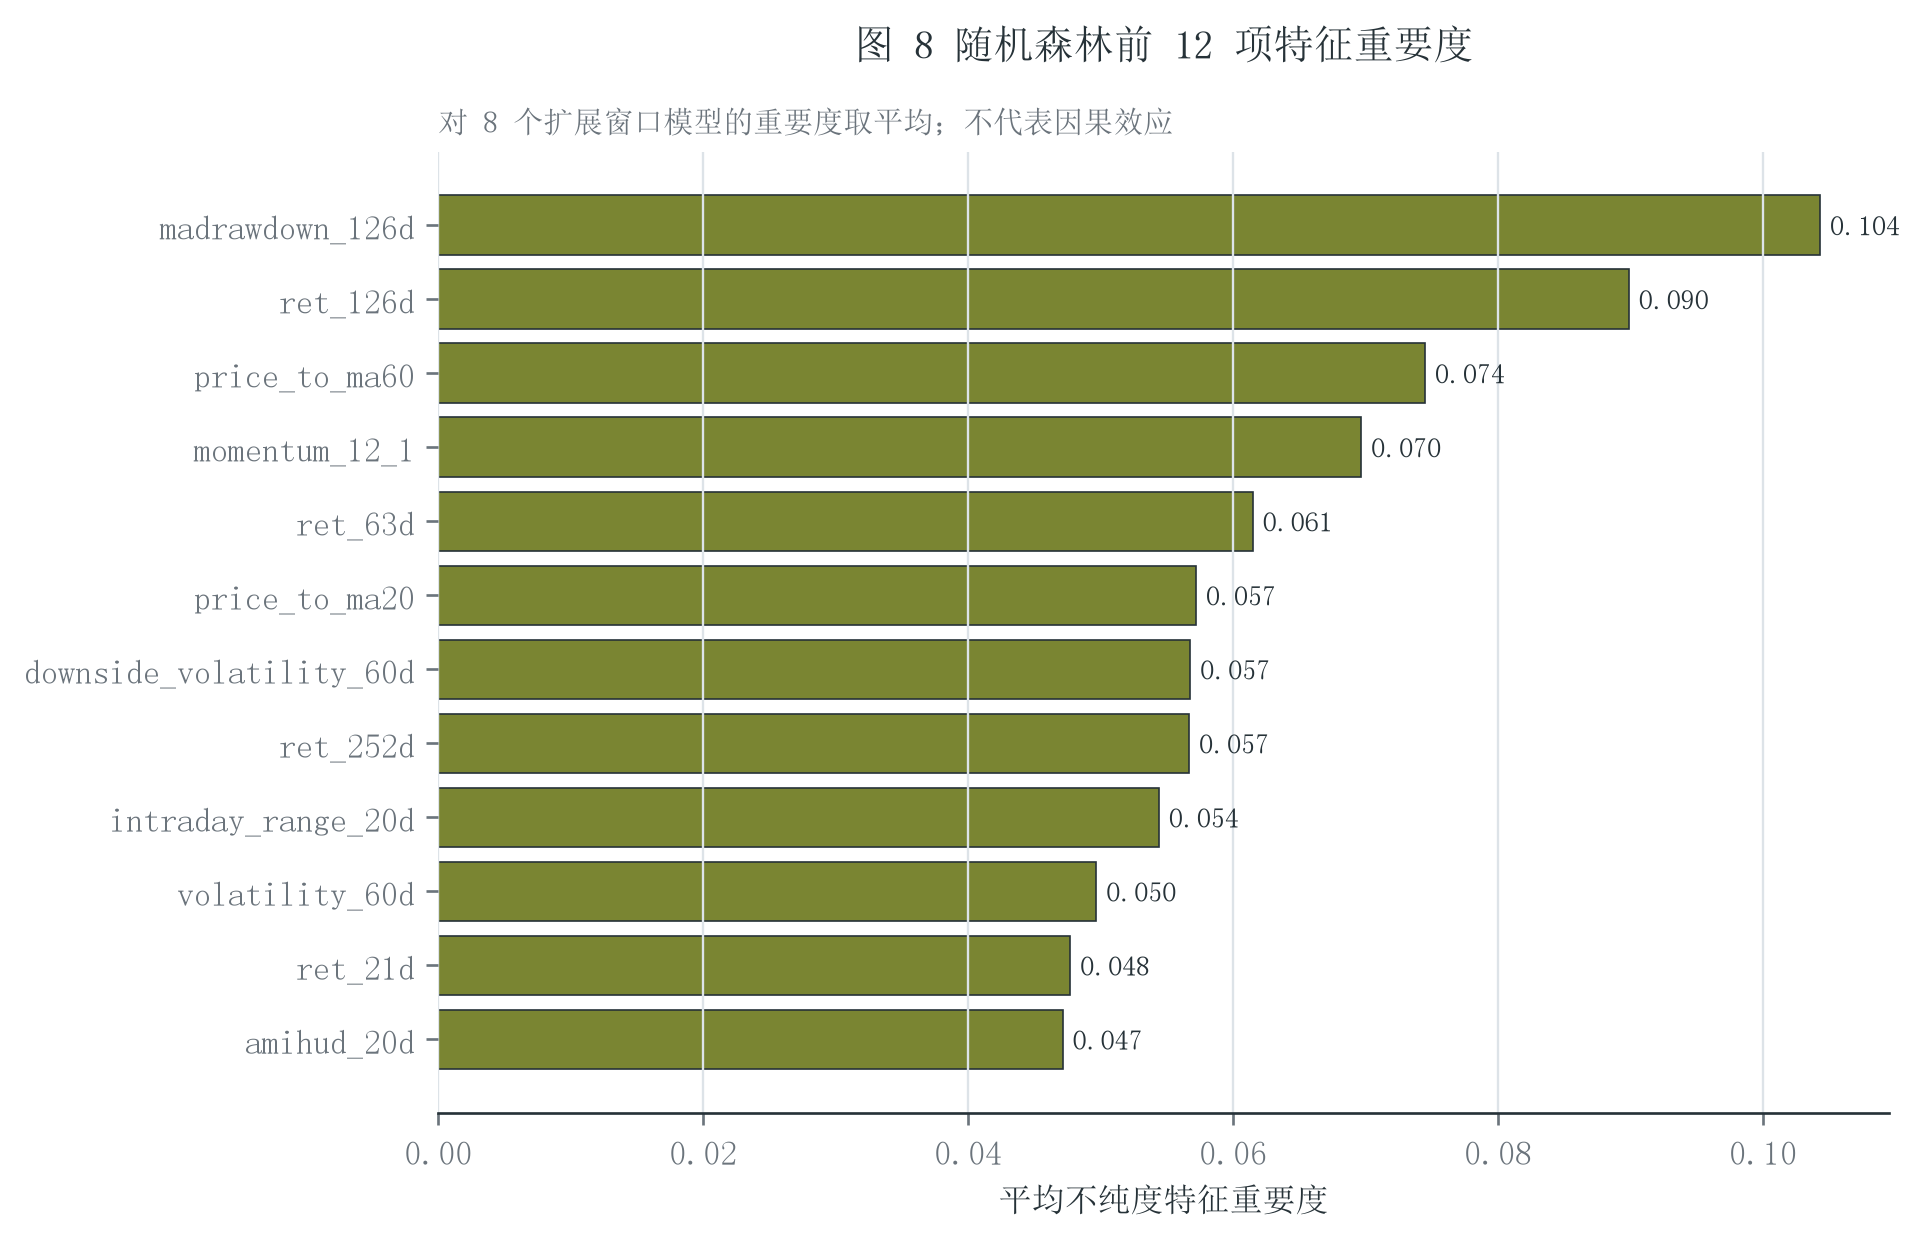 图 8 随机森林前 12 项特征重要度
对 8 个扩展窗口模型的重要度取平均；不代表因果效应
madrawdown_126d 0.104
ret_126d 0.090
price_to_ma60 0.074
momentum_12_1 0.070
ret_63d 0.061
price_to_ma20 0.057
downside_volatility_60d 0.057
ret_252d 0.057
intraday_range_20d 0.054
volatility_60d 0.050
ret_21d 0.048
amihud_20d 0.047
0.00 0.02 0.04 0.06 0.08 0.10
平均不纯度特征重要度